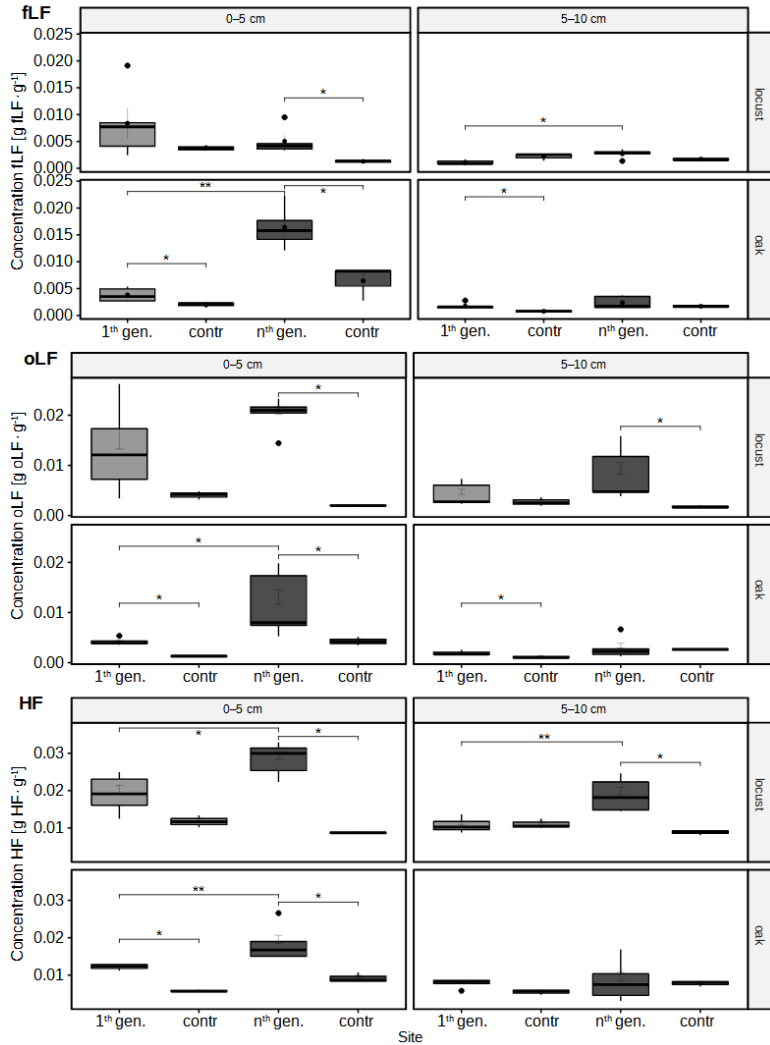 fLF
0–5 cm
5–10 cm
Concentration fLF [g fLF· g⁻¹]
0.025
0.020
0.015
0.010
0.005
0.000
*
*
locust
0.025
0.020
0.015
0.010
0.005
0.000
**
*
*
*
oak
1ᵗʰ gen.
contr
nᵗʰ gen.
contr
1ᵗʰ gen.
contr
nᵗʰ gen.
contr
oLF
0–5 cm
5–10 cm
Concentration oLF [g oLF· g⁻¹]
0.02
0.01
0.00
*
*
locust
0.02
0.01
0.00
*
*
*
*
oak
1ᵗʰ gen.
contr
nᵗʰ gen.
contr
1ᵗʰ gen.
contr
nᵗʰ gen.
contr
HF
0–5 cm
5–10 cm
Concentration HF [g HF· g⁻¹]
0.03
0.02
0.01
*
*
**
*
locust
0.03
0.02
0.01
**
*
*
oak
1ᵗʰ gen.
contr
nᵗʰ gen.
contr
1ᵗʰ gen.
contr
nᵗʰ gen.
contr
Site